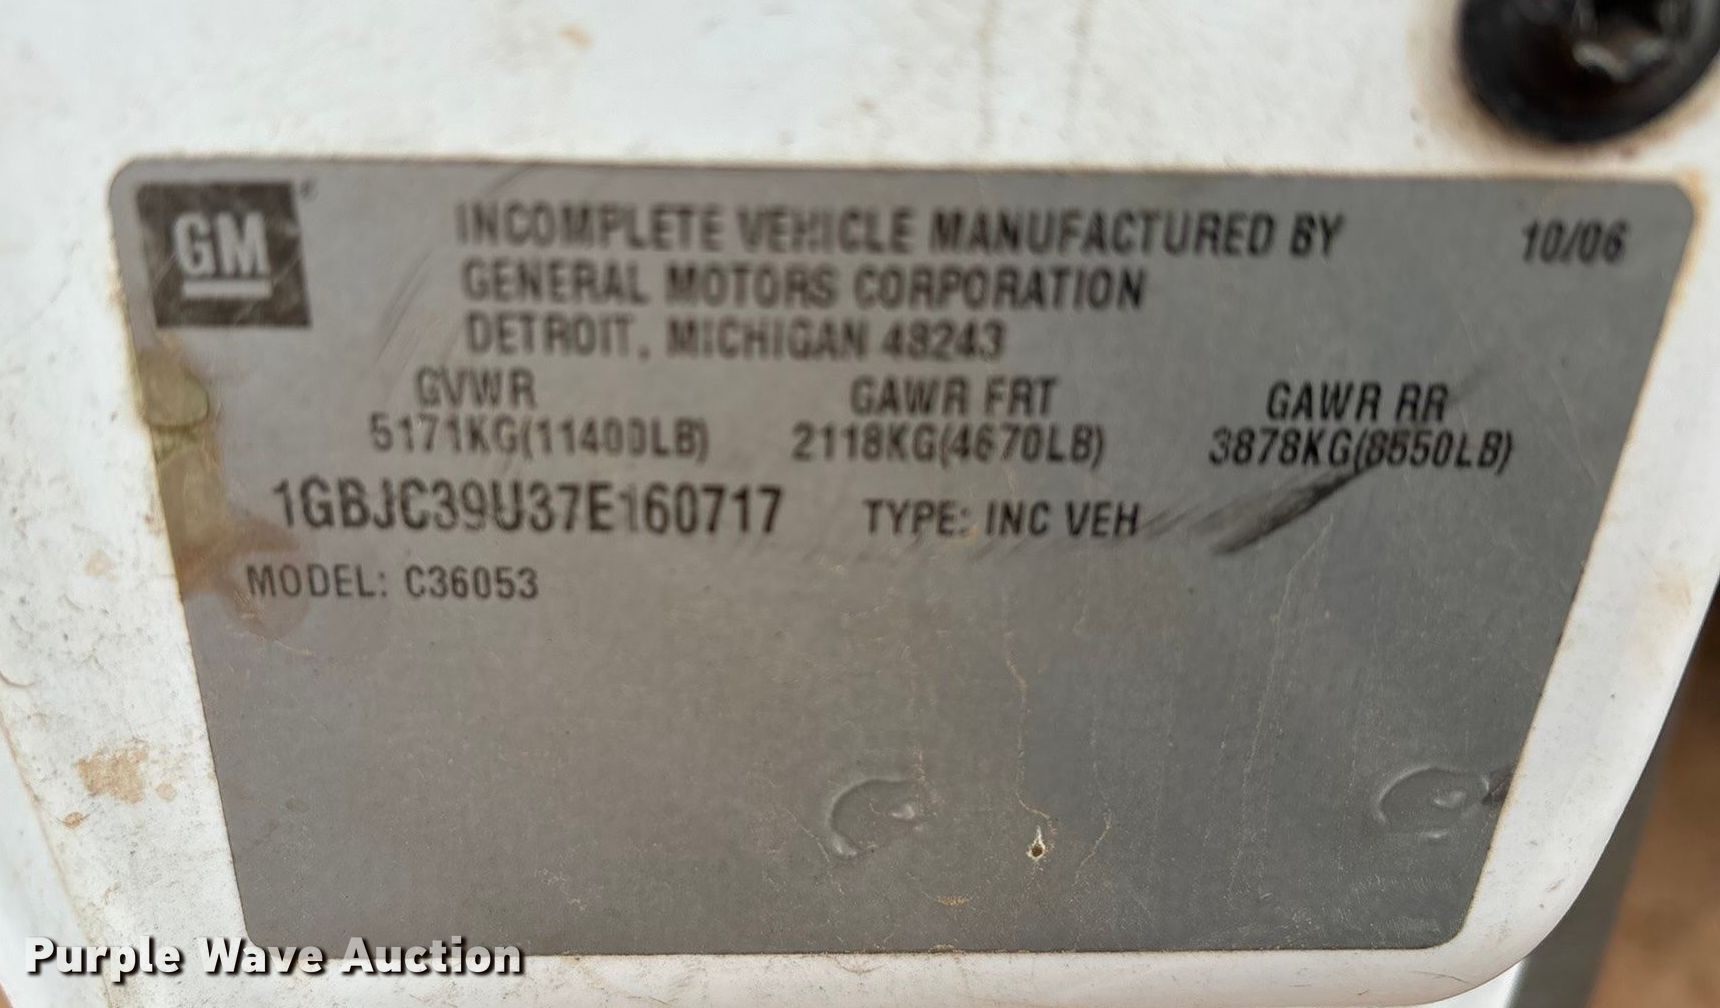 GM
INCOMPLETE VEHICLE MANUFACTURED BY 10/06
GENERAL MOTORS CORPORATION
DETROIT, MICHIGAN 48243
GVWR GAWR FRT GAWR RR
5171KG(11400LB) 2118KG(4670LB) 3878KG(8550LB)
1GBJC39U37E160717 TYPE: INC VEH
MODEL: C36053
Purple Wave Auction